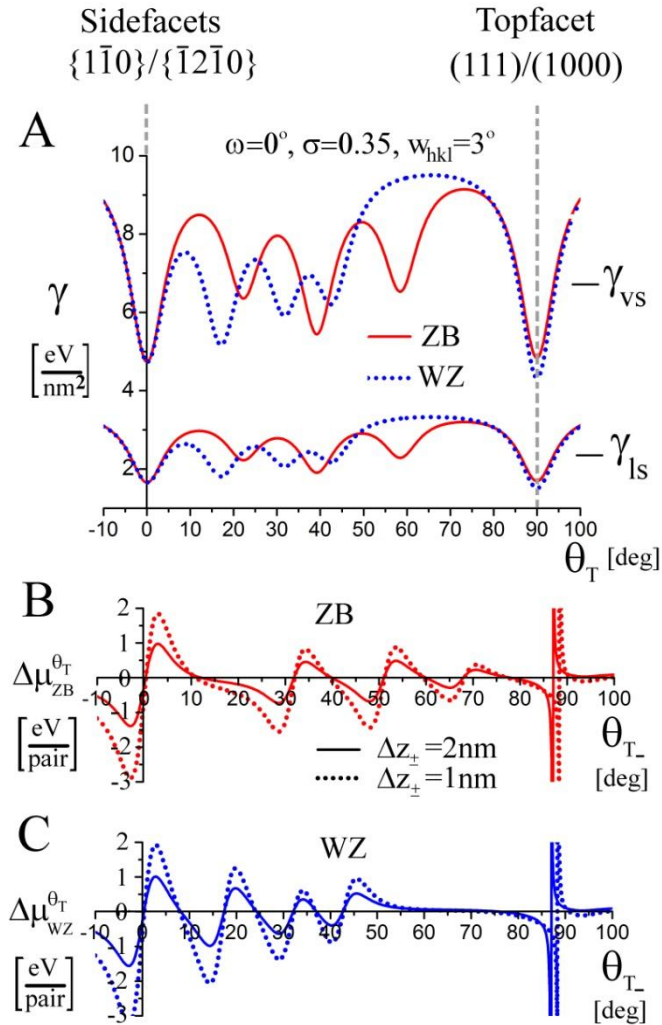 Sidefacets Topfacet
{11̄0}/{1̄21̄0} (111)/(1000)
A
ω=0°, σ=0.35, w_hkl=3°
10
8
γ
6
γ_vs
ZB
[eV/nm²]
WZ
4
γ_ls
2
-10 0 10 20 30 40 50 60 70 80 90 100
θ_T [deg]
B
ZB
2
1
Δμ_ZB^θ_T
0
-10 0 10 20 30 40 50 60 70 80 90 100
θ_T_-
[eV/pair]
-1
Δz_±=2nm
[deg]
-2
Δz_±=1nm
-3
C
WZ
2
1
Δμ_WZ^θ_T
0
-10 0 10 20 30 40 50 60 70 80 90 100
θ_T_-
[eV/pair]
-1
[deg]
-2
-3